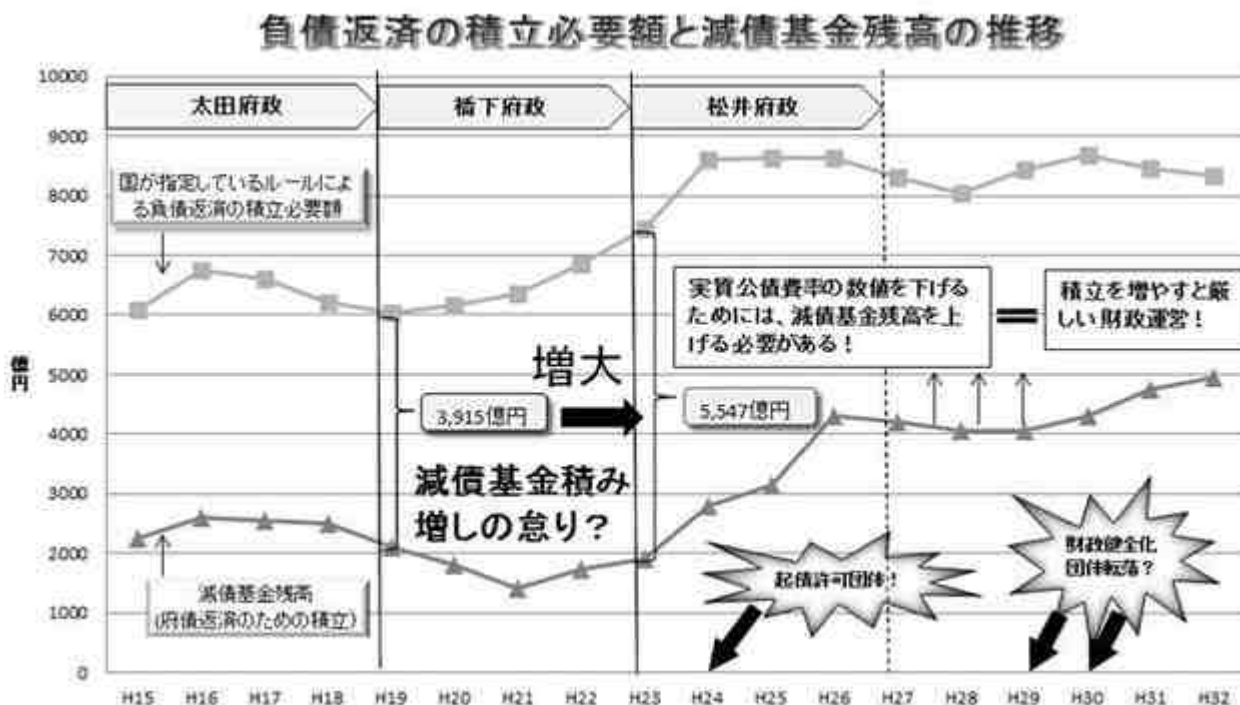 負債返済の積立必要額と減債基金残高の推移
10000
9000
8000
7000
6000
5000
4000
3000
2000
1000
0
億円
太田府政
橋下府政
松井府政
国が指定しているルールによ
る負債返済の積立必要額
実質公債費率の数値を下げる
ためには、減債基金残高を上
げる必要がある！
積立を増やすと厳
しい財政運営！
増大
3,915億円
5,547億円
減債基金積み
増しの怠り？
減債基金残高
(府債返済のための積立)
起債許可団体！
財政健全化
団体転落？
H15 H16 H17 H18 H19 H20 H21 H22 H23 H24 H25 H26 H27 H28 H29 H30 H31 H32